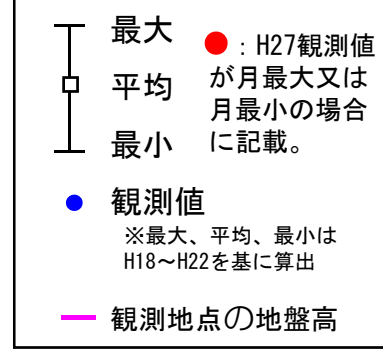 最大
平均
最小
：H27観測値
が月最大又は
月最小の場合
に記載。
観測値
※最大、平均、最小は
H18～H22を基に算出
観測地点の地盤高